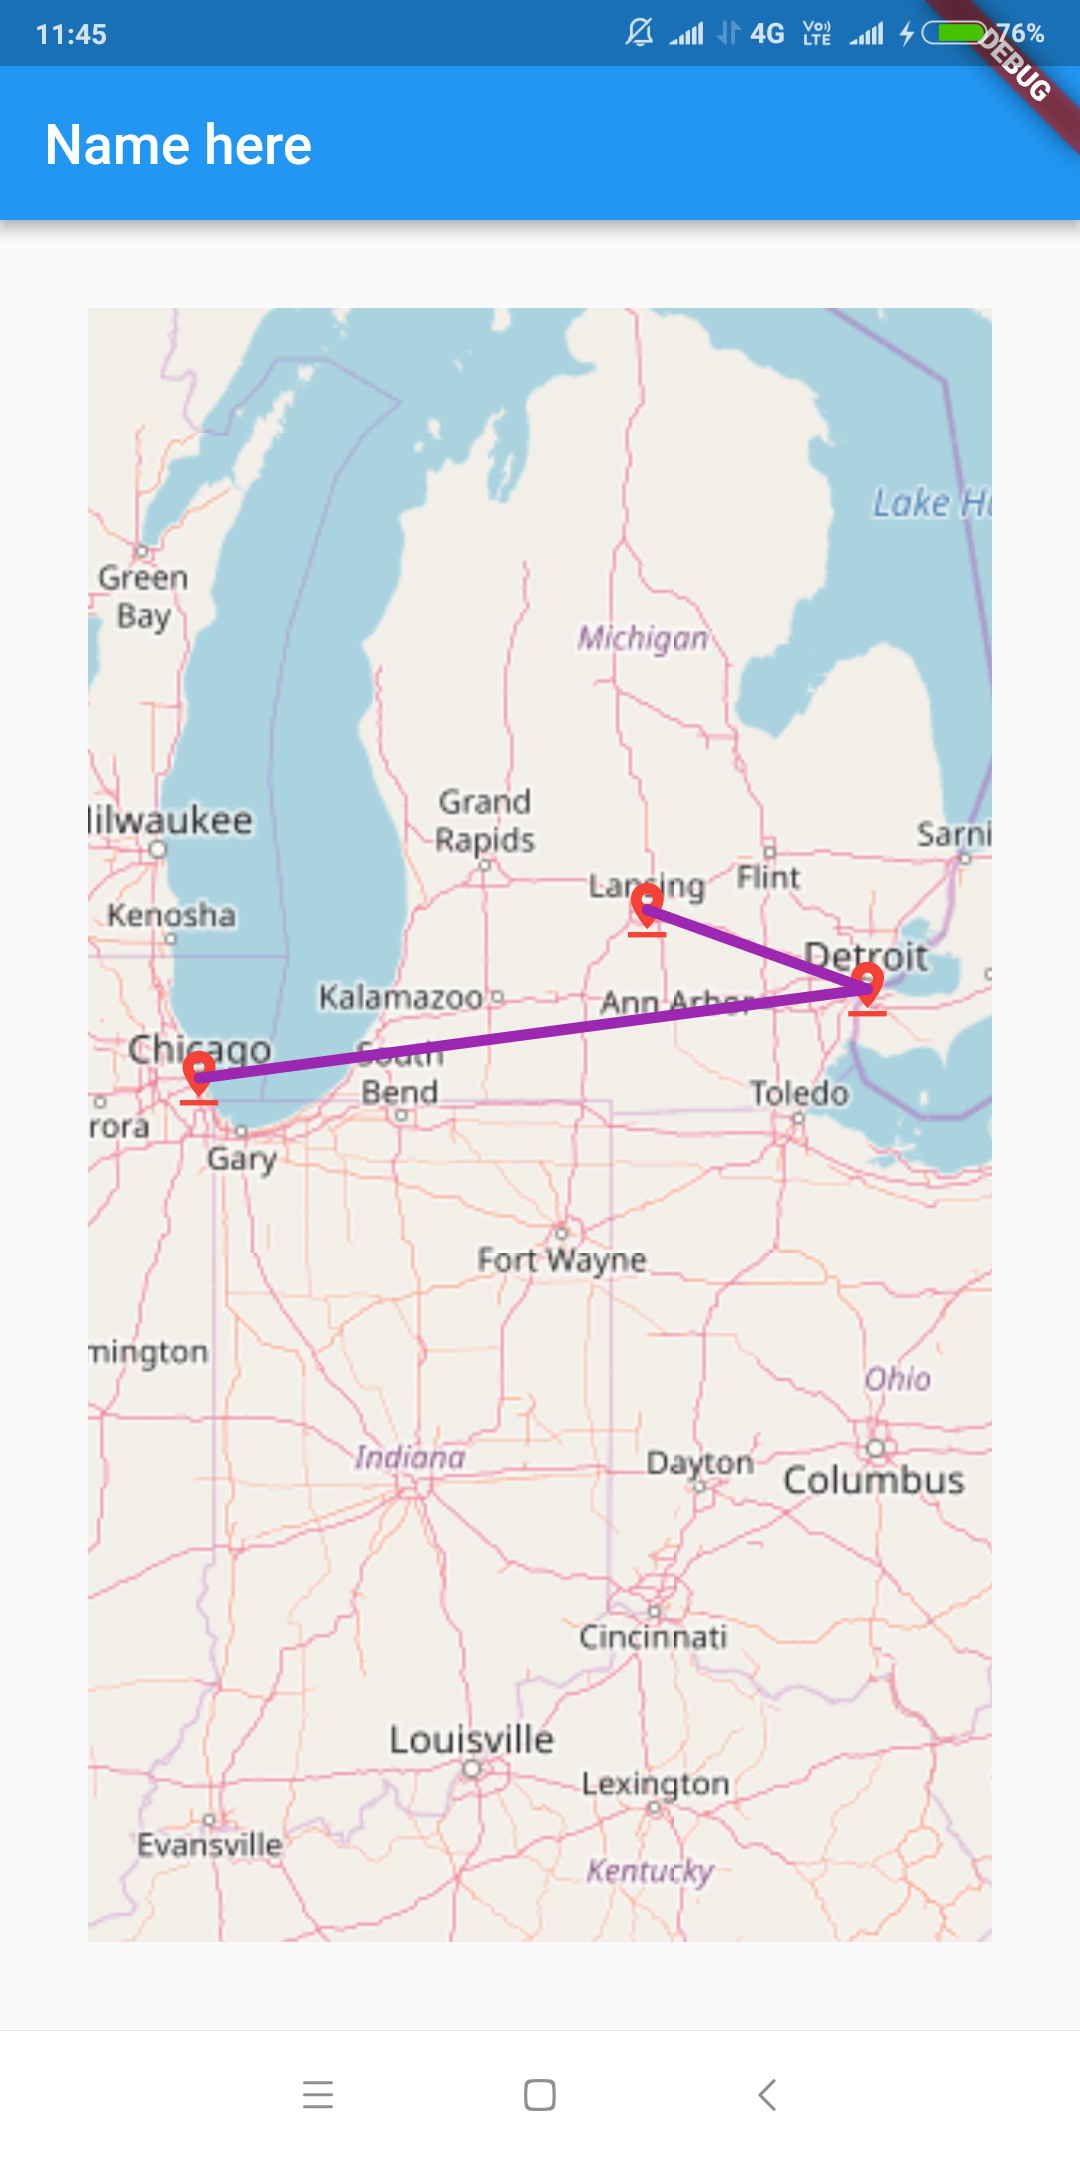 11:45
4G
Vo))
LTE
76%
DEBUG
Name here
Lake H
Green
Bay
Michigan
Grand
Rapids
ilwaukee
Sarni
Lansing
Flint
Kenosha
Detroit
Kalamazoo
Ann Arbor
Chicago
South
Bend
Toledo
rora
Gary
Fort Wayne
mington
Ohio
Indiana
Dayton
Columbus
Cincinnati
Louisville
Lexington
Evansville
Kentucky